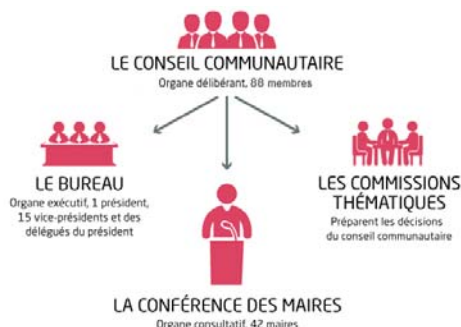 LE CONSEIL COMMUNAUTAIRE
Organe délibérant, 88 membres
LE BUREAU
Organe exécutif, 1 président,
15 vice-présidents et des
délégués du président
LES COMMISSIONS
THÉMATIQUES
Préparent les décisions
du conseil communautaire
LA CONFÉRENCE DES MAIRES
Organe consultatif, 42 maires